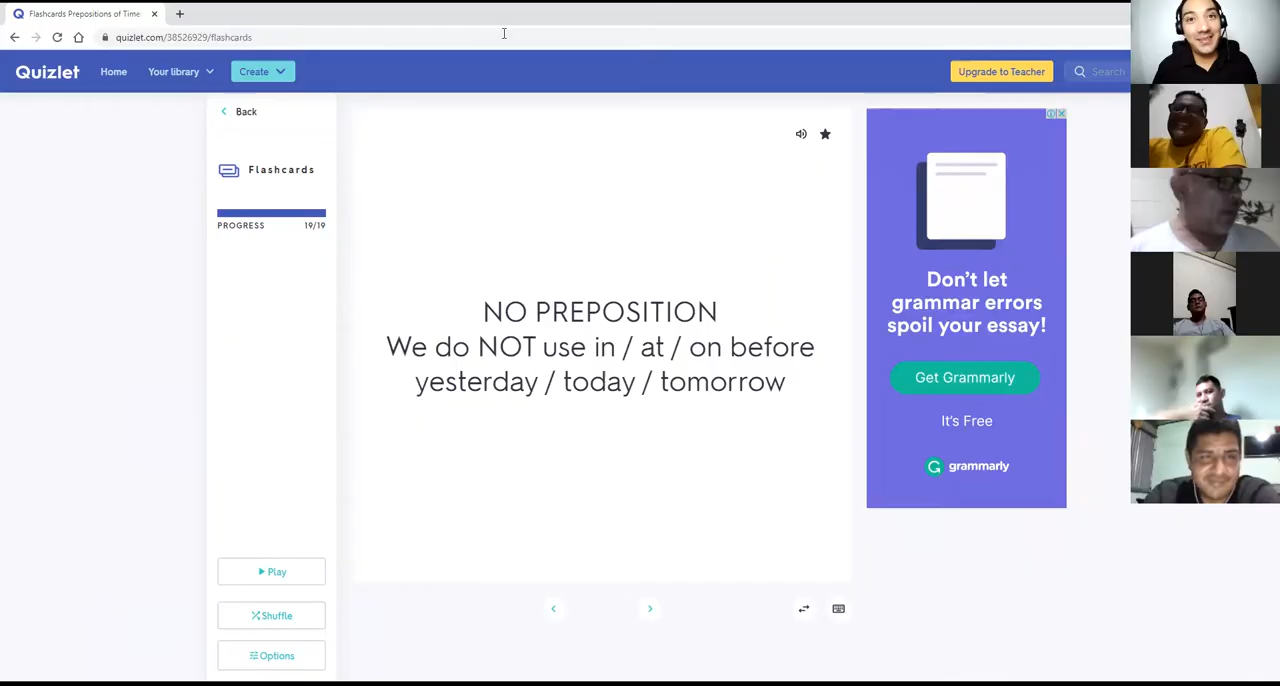 Flashcards Prepositions of Time
quizlet.com/38526929/flashcards
Quizlet
Home
Your library
Create
Upgrade to Teacher
Search
Back
Flashcards
PROGRESS 19/19
NO PREPOSITION
We do NOT use in / at / on before
yesterday / today / tomorrow
Play
Shuffle
Options
Don't let
grammar errors
spoil your essay!
Get Grammarly
It's Free
grammarly